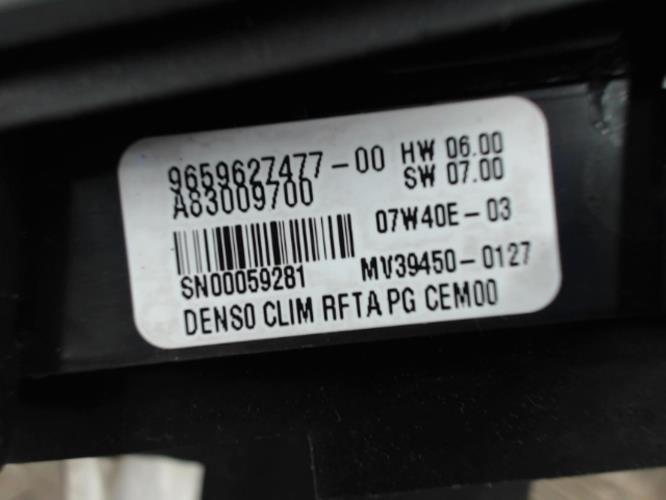 9659627477-00 HW 06.00
A83009700 SW 07.00
07W40E-03
SN00059281 MV39450-0127
DENSO CLIM RFTA PG CEM00